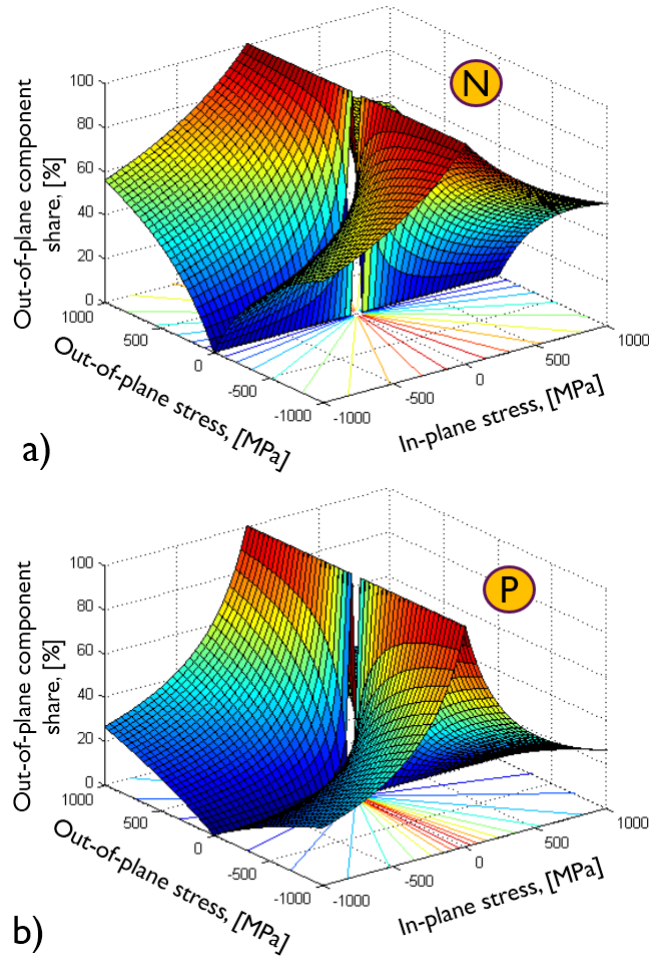 N
Out-of-plane component
share, [%]
100
80
60
40
20
0
1000
500
0
-500
-1000
Out-of-plane stress, [MPa]
-1000
-500
0
500
1000
In-plane stress, [MPa]
a)
P
Out-of-plane component
share, [%]
100
80
60
40
20
0
1000
500
0
-500
-1000
Out-of-plane stress, [MPa]
-1000
-500
0
500
1000
In-plane stress, [MPa]
b)